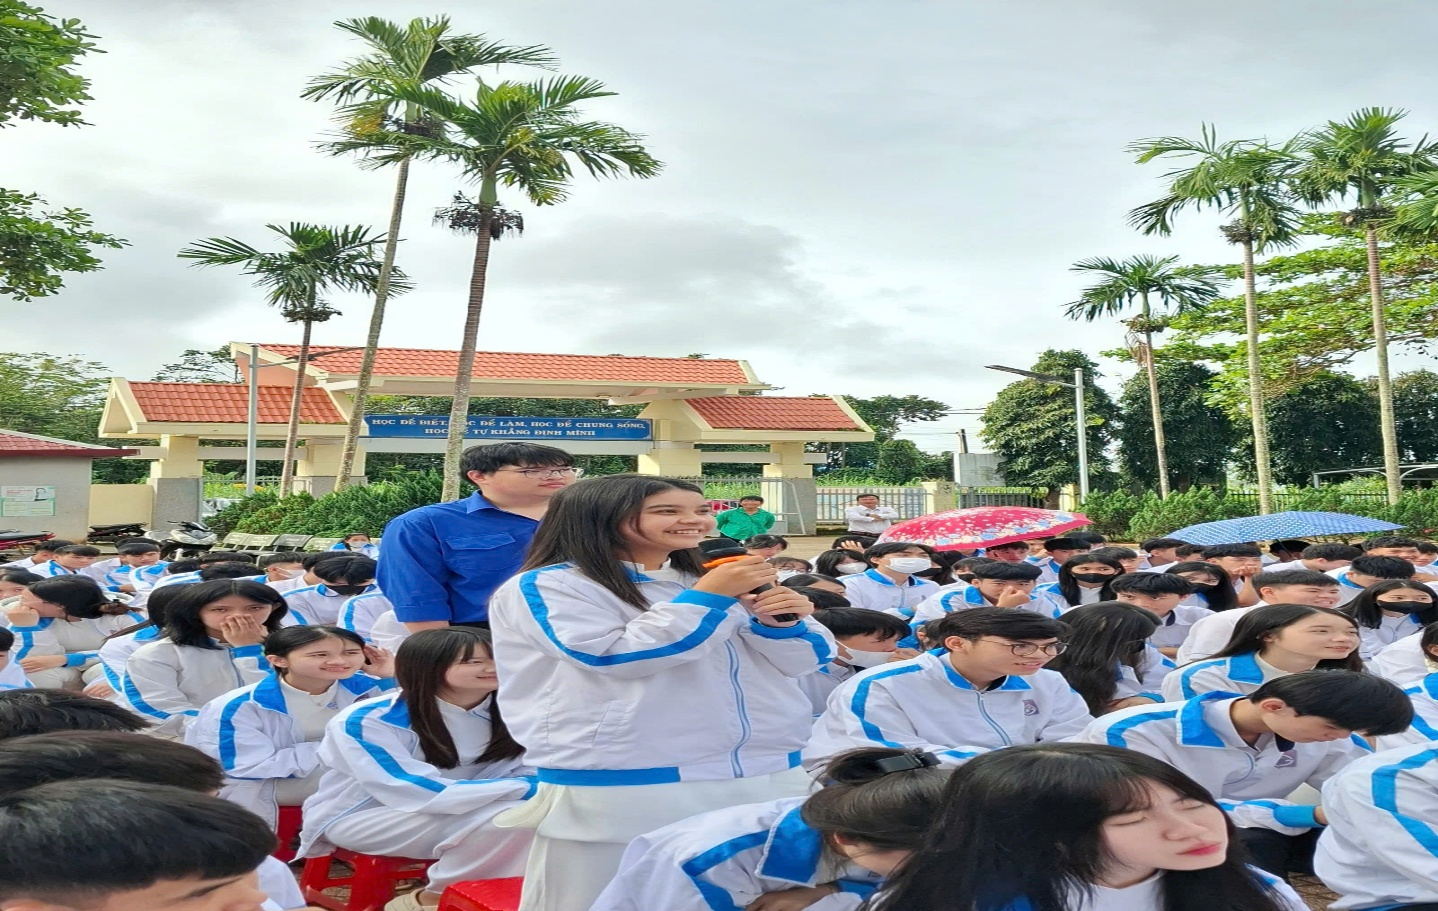 HỌC ĐỂ BIẾT, HỌC ĐỂ LÀM, HỌC ĐỂ CHUNG SỐNG,
HỌC ĐỂ TỰ KHẲNG ĐỊNH MÌNH